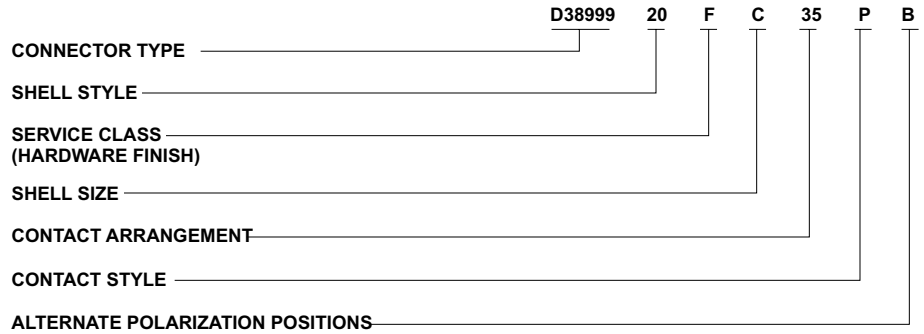 D38999 20 F C 35 P B
CONNECTOR TYPE
SHELL STYLE
SERVICE CLASS
(HARDWARE FINISH)
SHELL SIZE
CONTACT ARRANGEMENT
CONTACT STYLE
ALTERNATE POLARIZATION POSITIONS